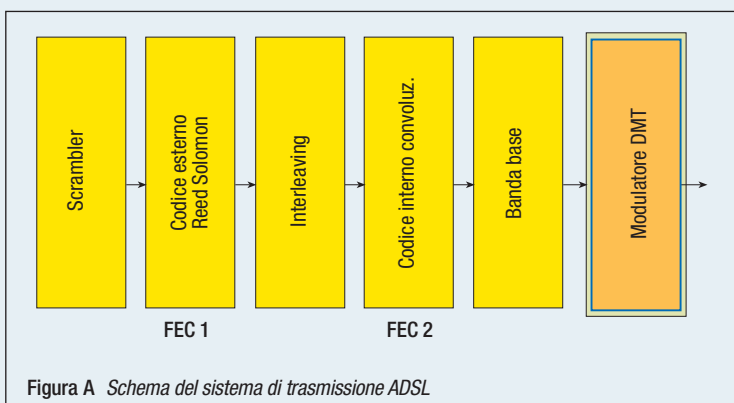 Scrambler
Codice esterno
Reed Solomon
Interleaving
Codice interno convoluz.
Banda base
Modulatore DMT
FEC 1
FEC 2
Figura A Schema del sistema di trasmissione ADSL